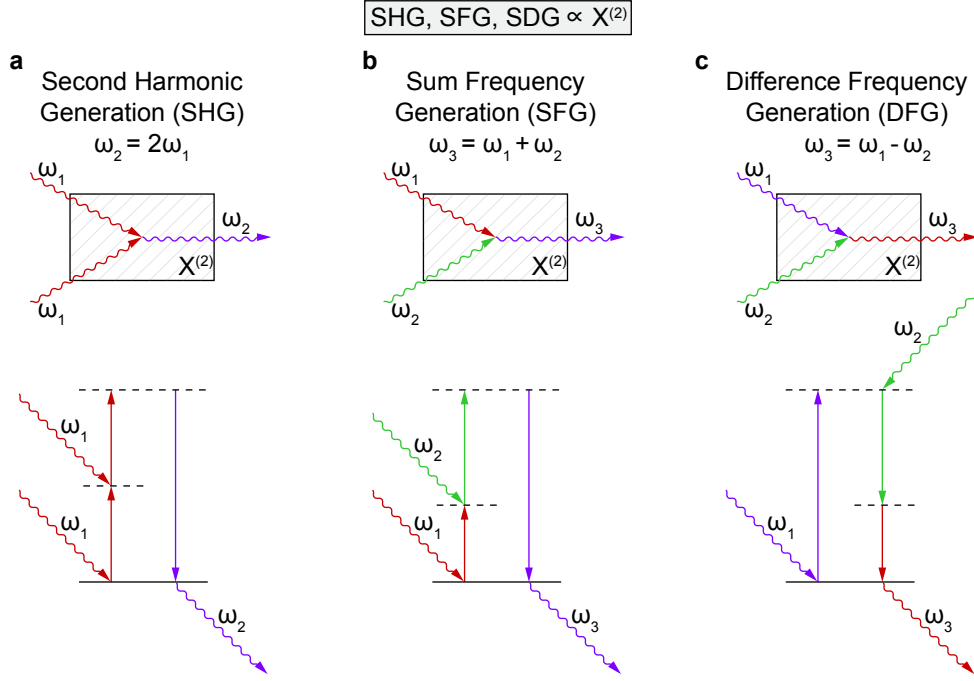 SHG, SFG, SDG ∝ X⁽²⁾
a
Second Harmonic
Generation (SHG)
ω₂ = 2ω₁
ω₁
ω₂
X⁽²⁾
ω₁
ω₁
ω₁
ω₂
b
Sum Frequency
Generation (SFG)
ω₃ = ω₁ + ω₂
ω₁
ω₃
X⁽²⁾
ω₂
ω₂
ω₁
ω₃
c
Difference Frequency
Generation (DFG)
ω₃ = ω₁ - ω₂
ω₁
ω₃
X⁽²⁾
ω₂
ω₂
ω₁
ω₃